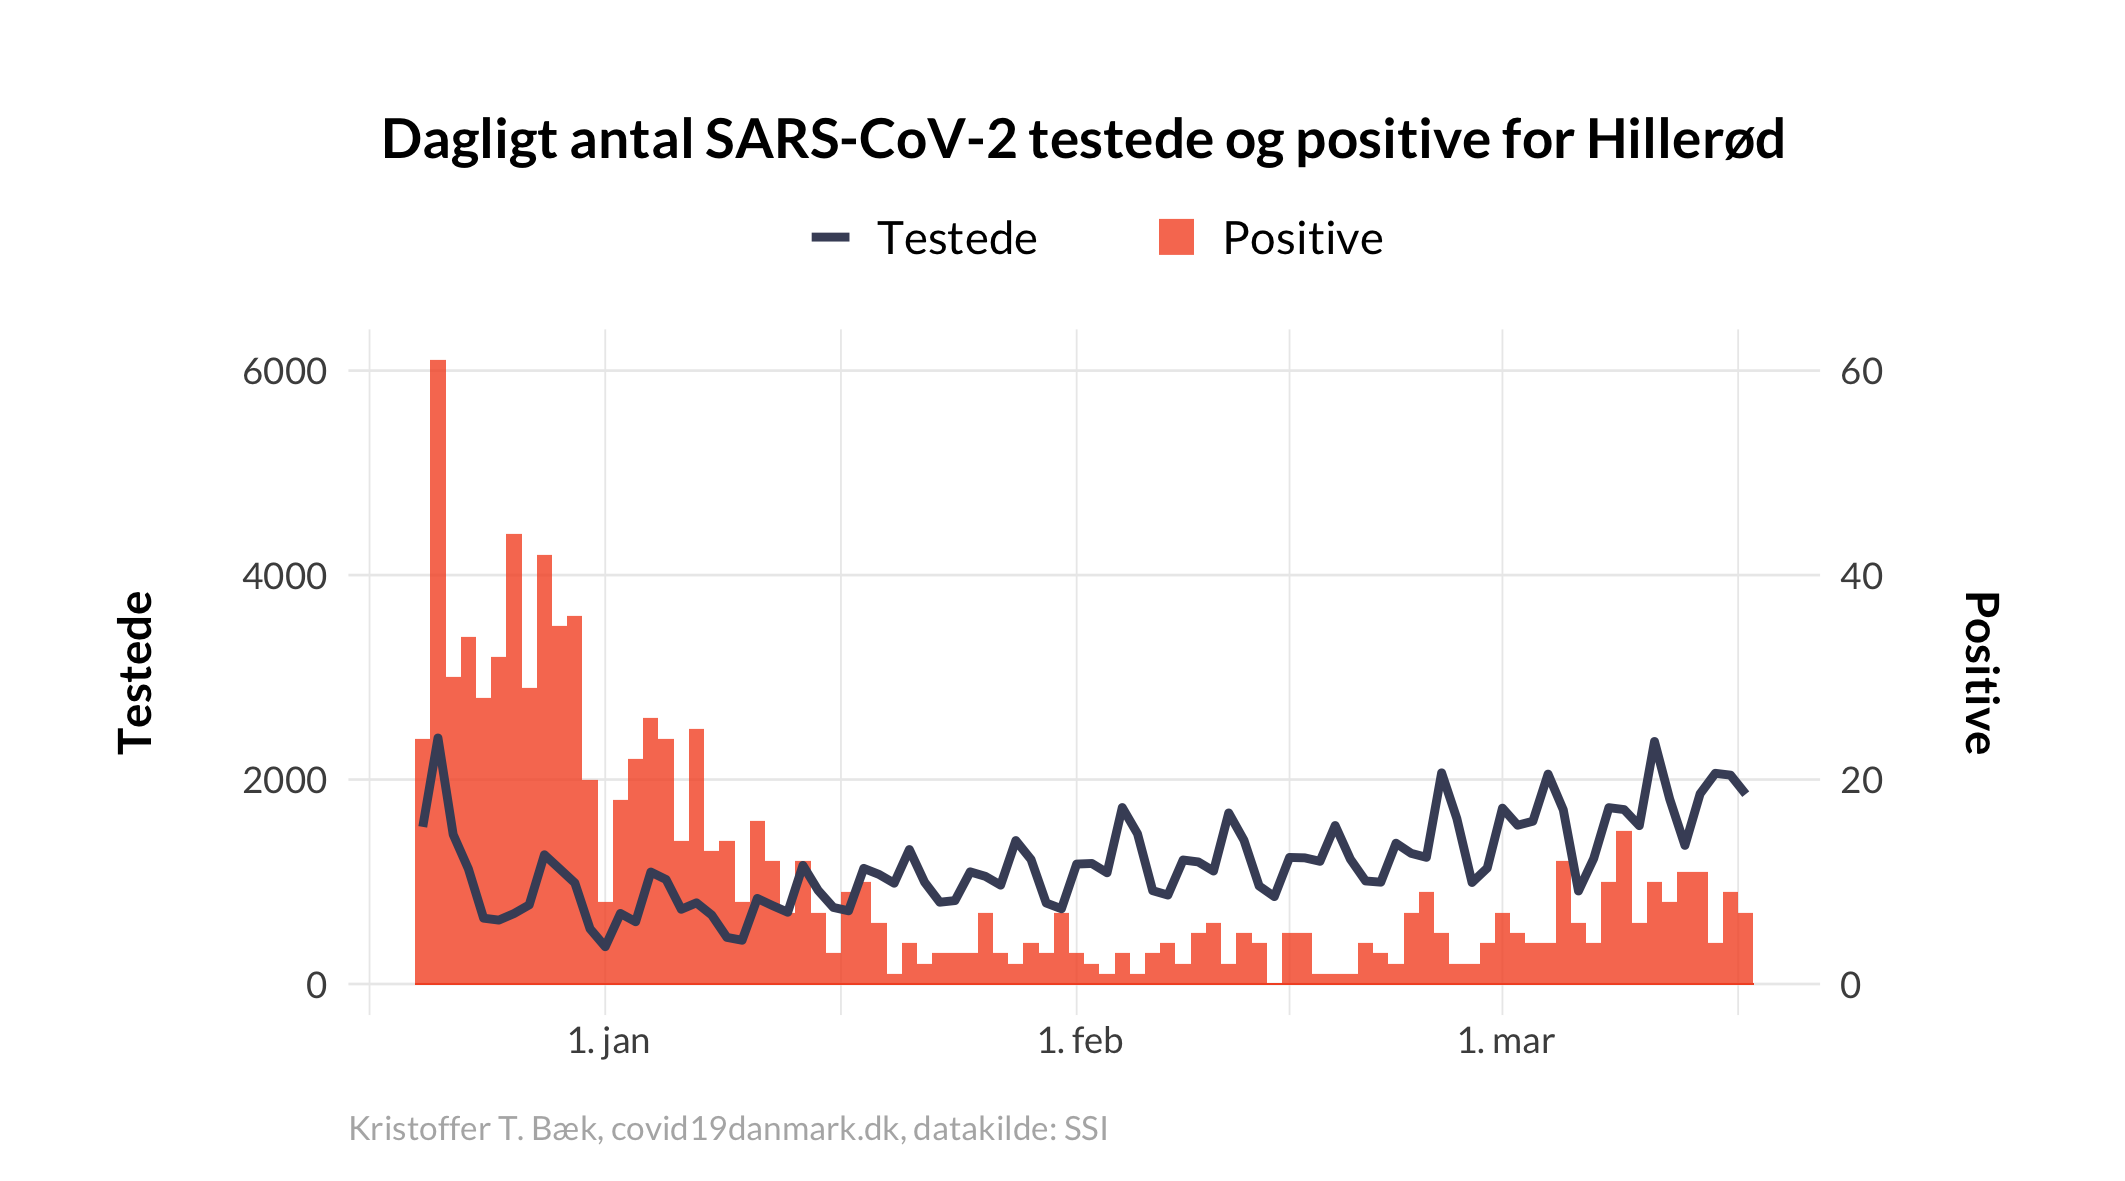 Dagligt antal SARS-CoV-2 testede og positive for Hillerød
Testede
Positive
6000
4000
2000
0
60
40
20
0
Testede
Positive
1. jan
1. feb
1. mar
Kristoffer T. Bæk, covid19danmark.dk, datakilde: SSI